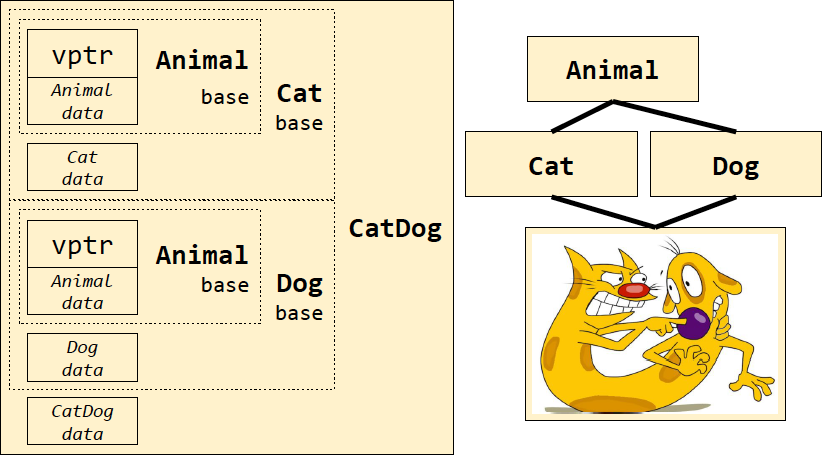 vptr
Animal
data
Animal
base
Cat
base
Cat
data
vptr
Animal
data
Animal
base
Dog
base
Dog
data
CatDog
data
CatDog
Animal
Cat
Dog